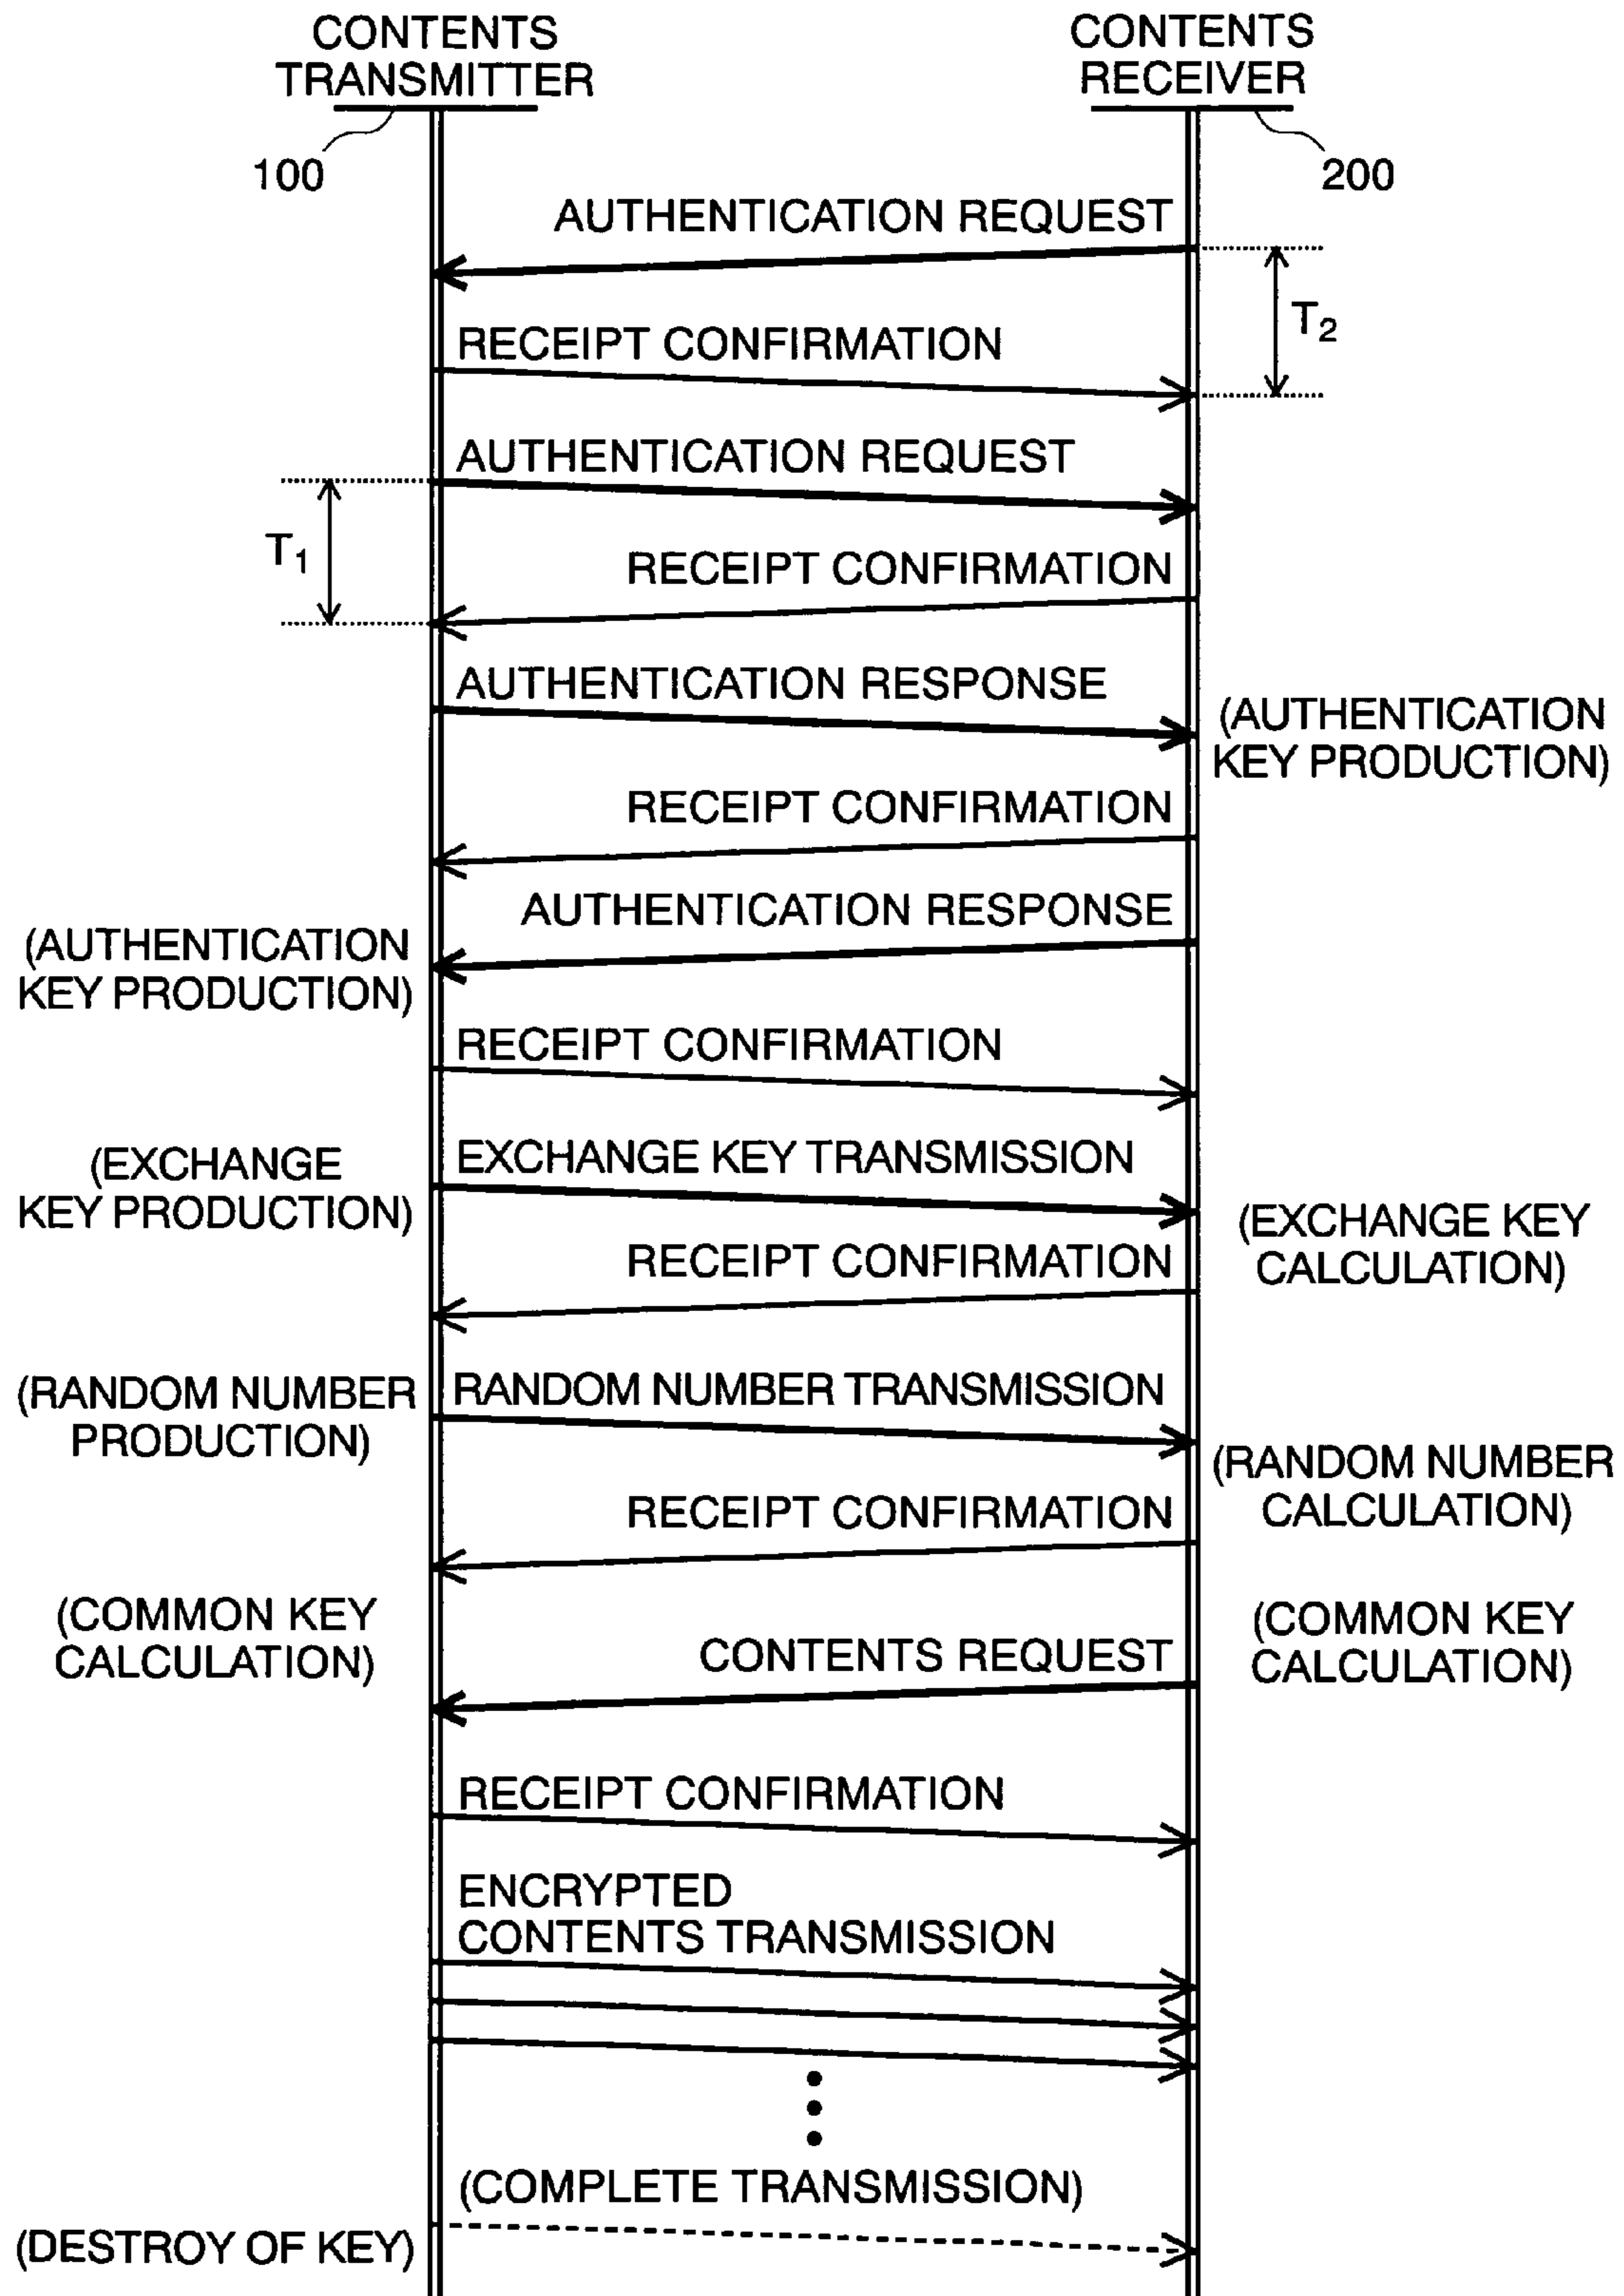 CONTENTS
TRANSMITTER
CONTENTS
RECEIVER
100
200
AUTHENTICATION REQUEST
T2
RECEIPT CONFIRMATION
AUTHENTICATION REQUEST
T1
RECEIPT CONFIRMATION
AUTHENTICATION RESPONSE
(AUTHENTICATION
KEY PRODUCTION)
RECEIPT CONFIRMATION
AUTHENTICATION RESPONSE
(AUTHENTICATION
KEY PRODUCTION)
RECEIPT CONFIRMATION
(EXCHANGE
KEY PRODUCTION)
EXCHANGE KEY TRANSMISSION
(EXCHANGE KEY
CALCULATION)
RECEIPT CONFIRMATION
(RANDOM NUMBER
PRODUCTION)
RANDOM NUMBER TRANSMISSION
(RANDOM NUMBER
CALCULATION)
RECEIPT CONFIRMATION
(COMMON KEY
CALCULATION)
(COMMON KEY
CALCULATION)
CONTENTS REQUEST
RECEIPT CONFIRMATION
ENCRYPTED
CONTENTS TRANSMISSION
(COMPLETE TRANSMISSION)
(DESTROY OF KEY)